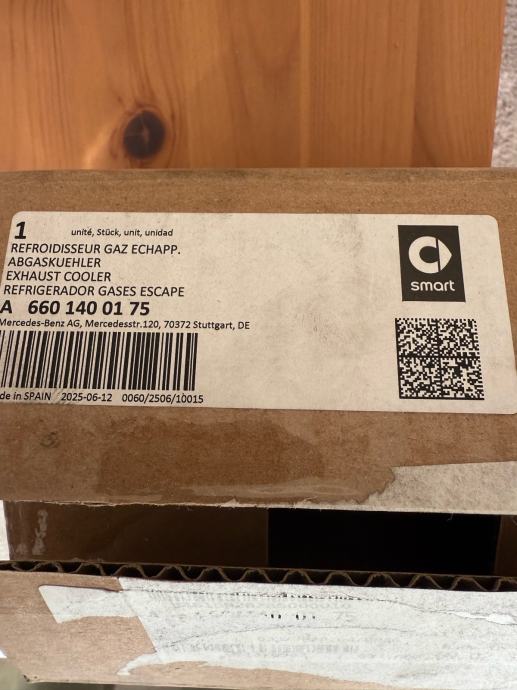 1 unité, Stück, unit, unidad
REFROIDISSEUR GAZ ECHAPP.
ABGASKUEHLER
EXHAUST COOLER
REFRIGERADOR GASES ESCAPE
A 660 140 01 75
Mercedes-Benz AG, Mercedesstr.120, 70372 Stuttgart, DE
de in SPAIN 2025-06-12 0060/2506/10015
smart